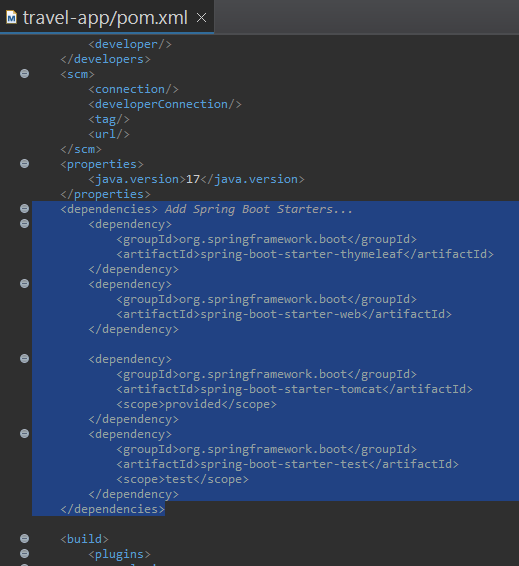 M travel-app/pom.xml ×
<developer/>
</developers>
<scm>
<connection/>
<developerConnection/>
<tag/>
<url/>
</scm>
<properties>
<java.version>17</java.version>
</properties>
<dependencies> Add Spring Boot Starters...
<dependency>
<groupId>org.springframework.boot</groupId>
<artifactId>spring-boot-starter-thymeleaf</artifactId>
</dependency>
<dependency>
<groupId>org.springframework.boot</groupId>
<artifactId>spring-boot-starter-web</artifactId>
</dependency>
<dependency>
<groupId>org.springframework.boot</groupId>
<artifactId>spring-boot-starter-tomcat</artifactId>
<scope>provided</scope>
</dependency>
<dependency>
<groupId>org.springframework.boot</groupId>
<artifactId>spring-boot-starter-test</artifactId>
<scope>test</scope>
</dependency>
</dependencies>
<build>
<plugins>